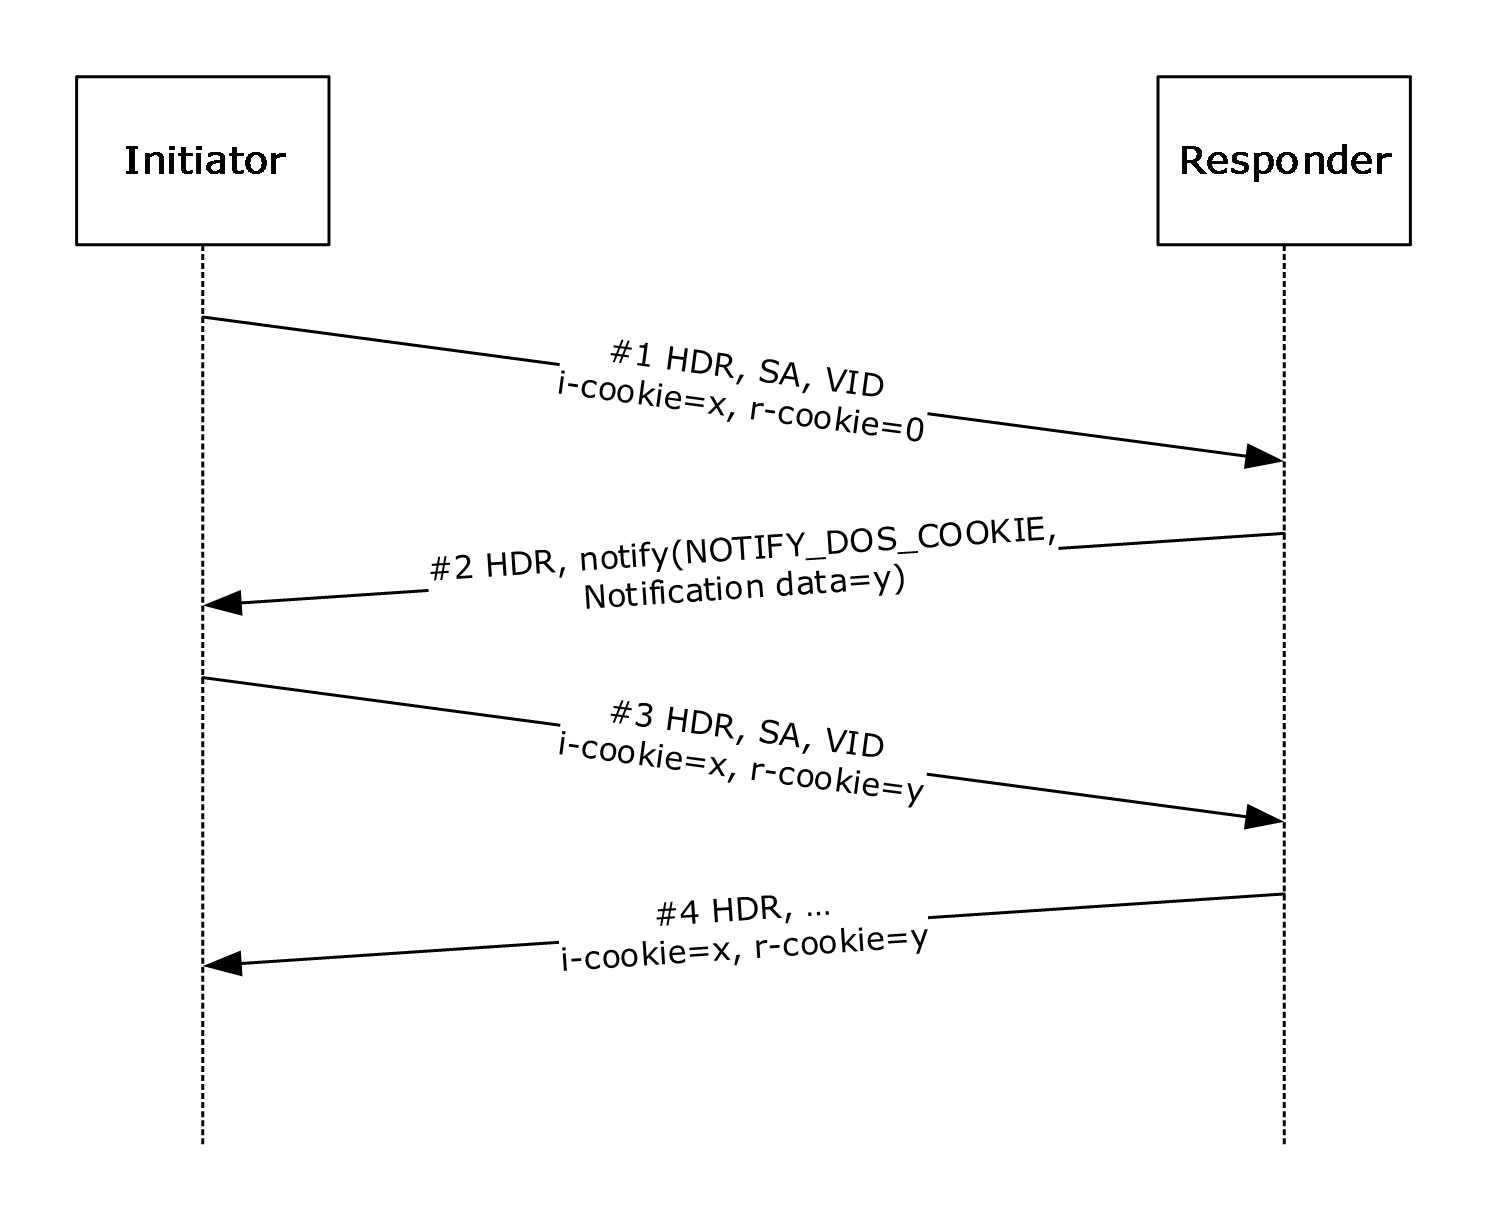 Initiator
Responder
#1 HDR, SA, VID
i-cookie=x, r-cookie=0
#2 HDR, notify(NOTIFY_DOS_COOKIE,
Notification data=y)
#3 HDR, SA, VID
i-cookie=x, r-cookie=y
#4 HDR, ...
i-cookie=x, r-cookie=y